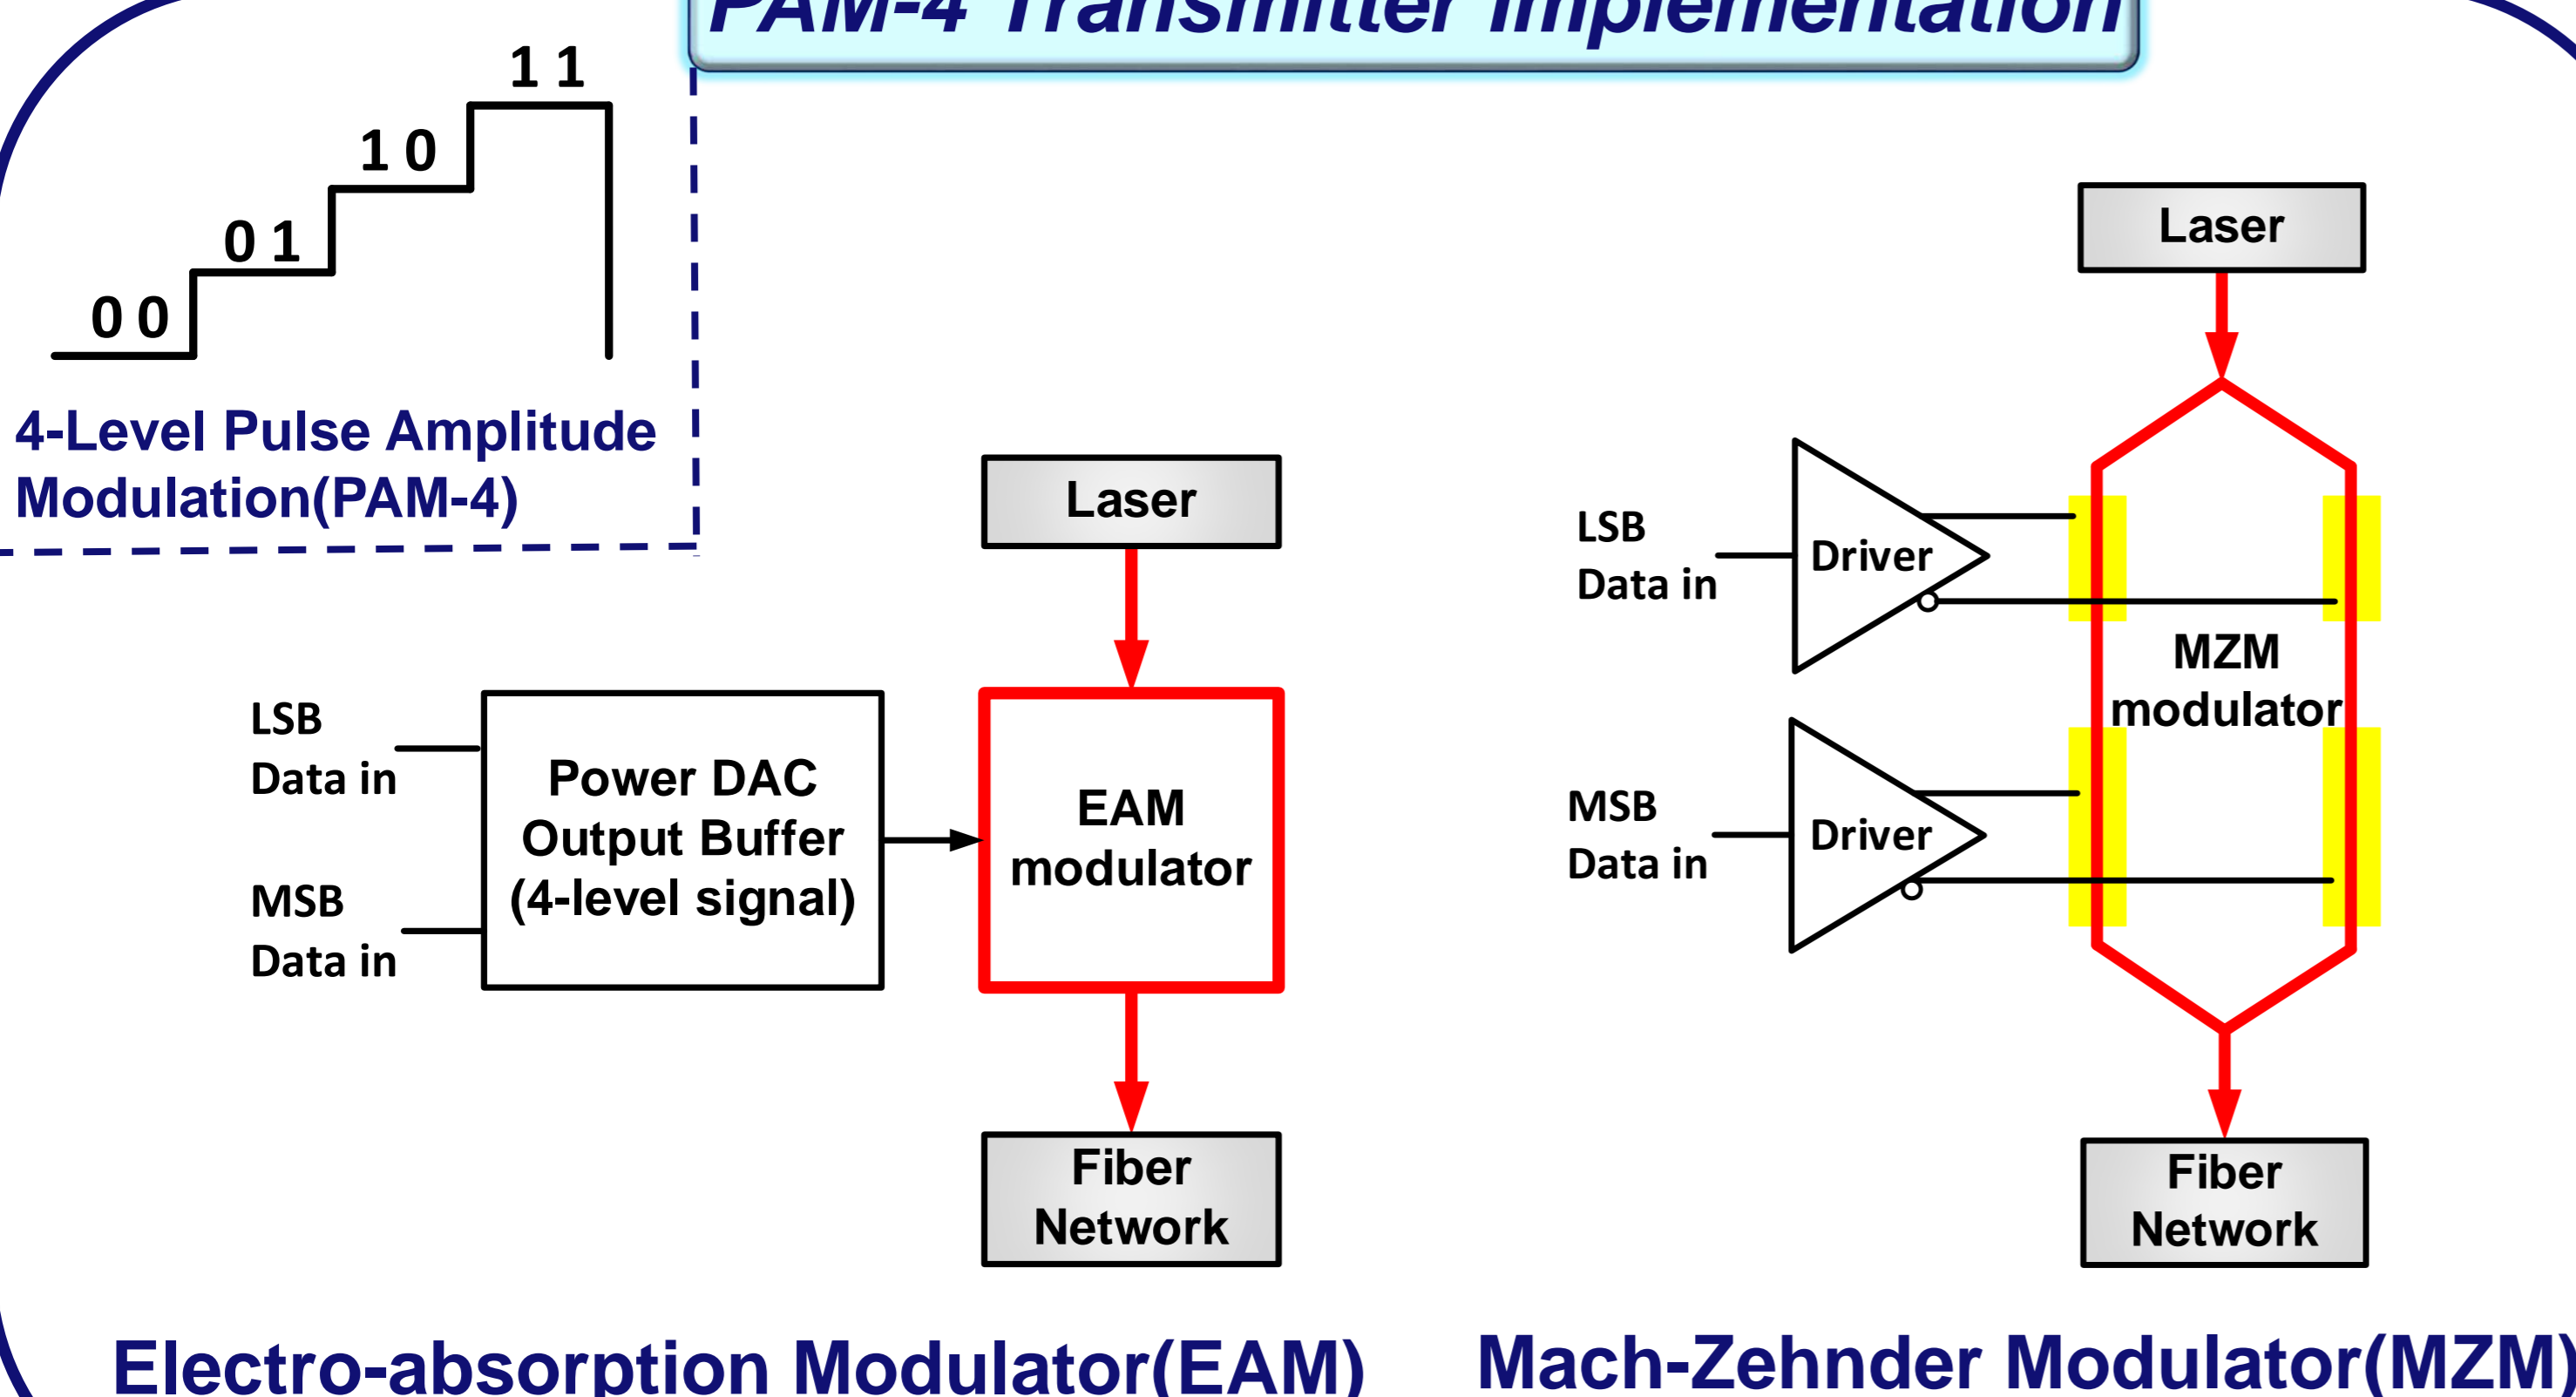 PAM-4 Transmitter Implementation
1 1
1 0
0 1
0 0
4-Level Pulse Amplitude
Modulation(PAM-4)
Laser
LSB
Data in
MSB
Data in
Power DAC
Output Buffer
(4-level signal)
EAM
modulator
Fiber
Network
Electro-absorption Modulator(EAM)
Laser
LSB
Data in
Driver
MZM
modulator
MSB
Data in
Driver
Fiber
Network
Mach-Zehnder Modulator(MZM)